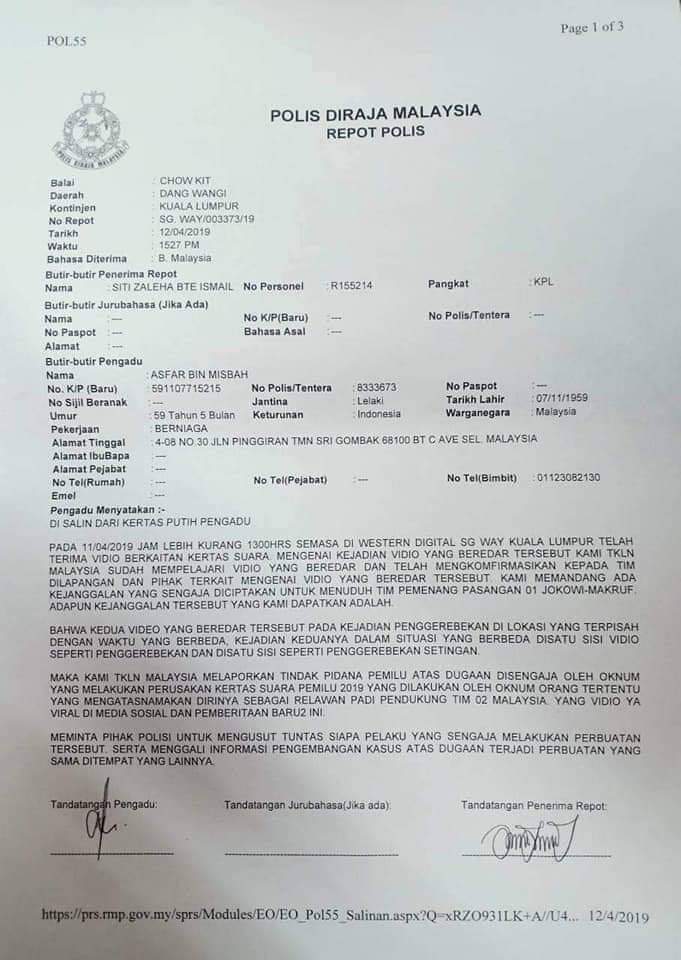 POL55
Page 1 of 3
POLIS DIRAJA MALAYSIA
POLIS DIRAJA MALAYSIA
REPOT POLIS
Balai : CHOW KIT
Daerah : DANG WANGI
Kontinjen : KUALA LUMPUR
No Repot : SG. WAY/003373/19
Tarikh : 12/04/2019
Waktu : 1527 PM
Bahasa Diterima : B. Malaysia
Butir-butir Penerima Repot
Nama : SITI ZALEHA BTE ISMAIL No Personel : R155214 Pangkat : KPL
Butir-butir Jurubahasa (Jika Ada)
Nama : --- No K/P(Baru) : --- No Polis/Tentera : ---
No Paspot : --- Bahasa Asal : ---
Alamat : ---
Butir-butir Pengadu
Nama : ASFAR BIN MISBAH
No. K/P (Baru) : 591107715215 No Polis/Tentera : 8333673 No Paspot : ---
No Sijil Beranak : --- Jantina : Lelaki Tarikh Lahir : 07/11/1959
Umur : 59 Tahun 5 Bulan Keturunan : Indonesia Warganegara : Malaysia
Pekerjaan : BERNIAGA
Alamat Tinggal : 4-08 NO.30 JLN PINGGIRAN TMN SRI GOMBAK 68100 BT C AVE SEL. MALAYSIA
Alamat IbuBapa : ---
Alamat Pejabat : ---
No Tel(Rumah) : --- No Tel(Pejabat) : --- No Tel(Bimbit) : 01123082130
Emel : ---
Pengadu Menyatakan :-
DI SALIN DARI KERTAS PUTIH PENGADU
PADA 11/04/2019 JAM LEBIH KURANG 1300HRS SEMASA DI WESTERN DIGITAL SG WAY KUALA LUMPUR TELAH
TERIMA VIDIO BERKAITAN KERTAS SUARA. MENGENAI KEJADIAN VIDIO YANG BEREDAR TERSEBUT KAMI TKLN
MALAYSIA SUDAH MEMPELAJARI VIDIO YANG BEREDAR DAN TELAH MENGKOMFIRMASIKAN KEPADA TIM
DILAPANGAN DAN PIHAK TERKAIT MENGENAI VIDIO YANG BEREDAR TERSEBUT. KAMI MEMANDANG ADA
KEJANGGALAN YANG SENGAJA DICIPTAKAN UNTUK MENUDUH TIM PEMENANG PASANGAN 01 JOKOWI-MAKRUF.
ADAPUN KEJANGGALAN TERSEBUT YANG KAMI DAPATKAN ADALAH.
BAHWA KEDUA VIDEO YANG BEREDAR TERSEBUT PADA KEJADIAN PENGGEREBEKAN DI LOKASI YANG TERPISAH
DENGAN WAKTU YANG BERBEDA, KEJADIAN KEDUANYA DALAM SITUASI YANG BERBEDA DISATU SISI VIDIO
SEPERTI PENGGEREBEKAN DAN DISATU SISI SEPERTI PENGGEREBEKAN SETINGAN.
MAKA KAMI TKLN MALAYSIA MELAPORKAN TINDAK PIDANA PEMILU ATAS DUGAAN DISENGAJA OLEH OKNUM
YANG MELAKUKAN PERUSAKAN KERTAS SUARA PEMILU 2019 YANG DILAKUKAN OLEH OKNUM ORANG TERTENTU
YANG MENGATASNAMAKAN DIRINYA SEBAGAI RELAWAN PADI PENDUKUNG TIM 02 MALAYSIA. YANG VIDIO YA
VIRAL DI MEDIA SOSIAL DAN PEMBERITAAN BARU2 INI.
MEMINTA PIHAK POLISI UNTUK MENGUSUT TUNTAS SIAPA PELAKU YANG SENGAJA MELAKUKAN PERBUATAN
TERSEBUT. SERTA MENGGALI INFORMASI PENGEMBANGAN KASUS ATAS DUGAAN TERJADI PERBUATAN YANG
SAMA DITEMPAT YANG LAINNYA.
Tandatangan Pengadu: Tandatangan Jurubahasa(Jika ada): Tandatangan Penerima Repot:
https://prs.rmp.gov.my/sprs/Modules/EO/EO_Pol55_Salinan.aspx?Q=xRZO931LK+A//U4... 12/4/2019